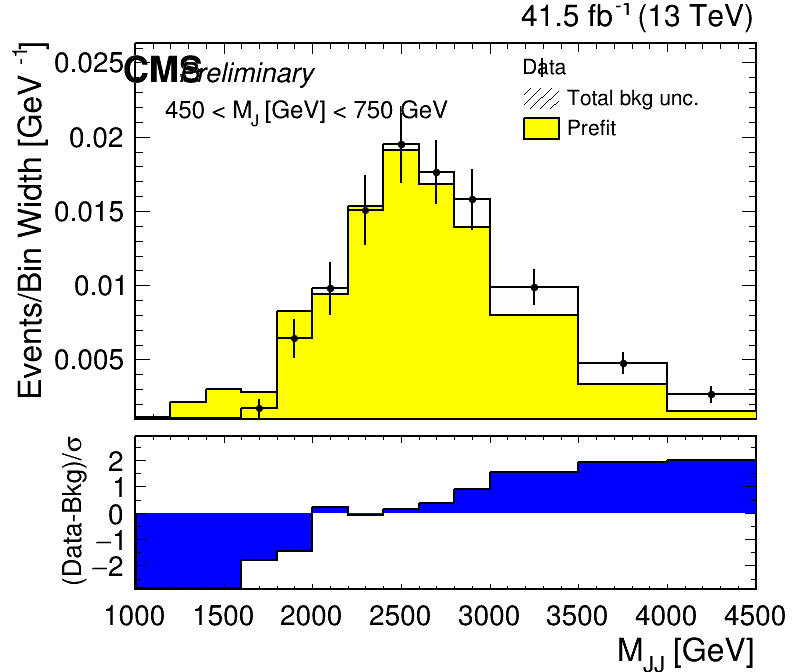 41.5 fb⁻¹ (13 TeV)
CMS Preliminary
450 < M_J [GeV] < 750 GeV
Data
Total bkg unc.
Prefit
Events/Bin Width [GeV⁻¹]
0.025
0.02
0.015
0.01
0.005
(Data-Bkg)/σ
2
1
0
−1
−2
1000 1500 2000 2500 3000 3500 4000 4500
M_JJ [GeV]